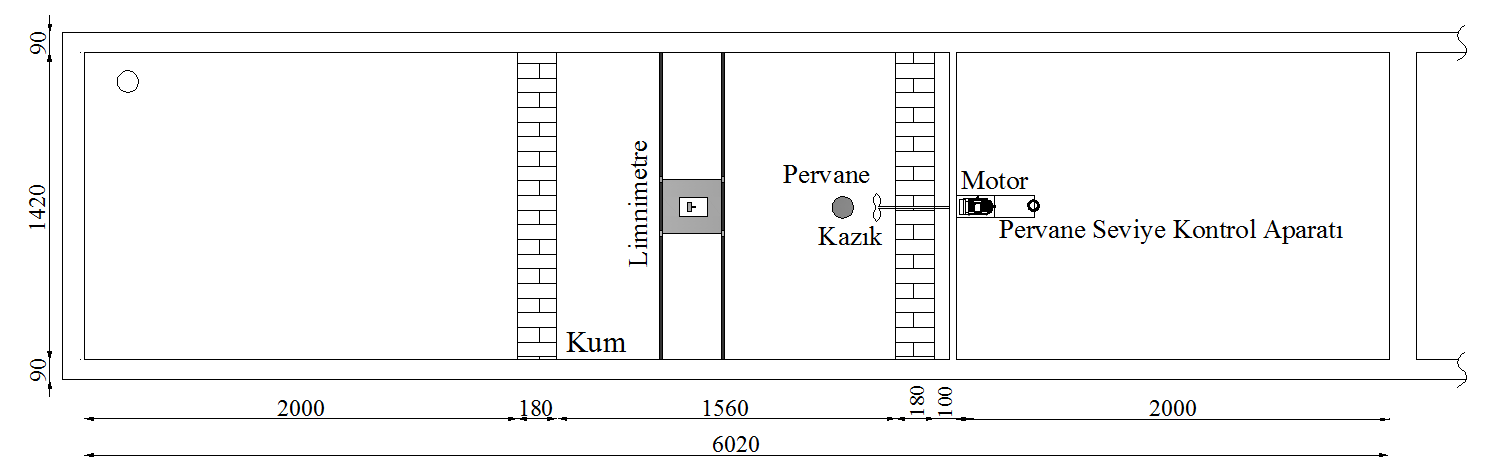 90
1420
90
Limnimetre
Pervane
Kazık
Motor
Pervane Seviye Kontrol Aparatı
Kum
2000
180
1560
180
100
2000
6020